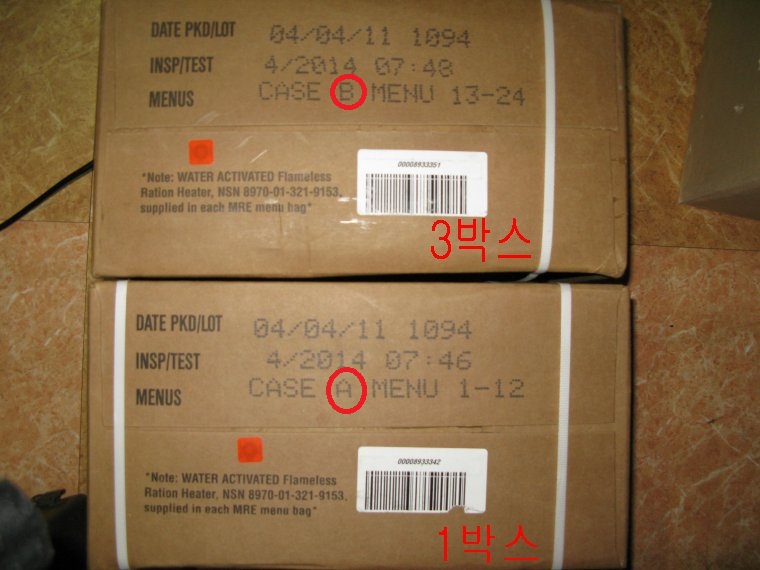 DATE PKD/LOT 04/04/11 1094
INSP/TEST 4/2014 07:48
MENUS CASE B MENU 13-24
*Note: WATER ACTIVATED Flameless
Ration Heater, NSN 8970-01-321-9153,
supplied in each MRE menu bag*
00008933351
3박스
DATE PKD/LOT 04/04/11 1094
INSP/TEST 4/2014 07:46
MENUS CASE A MENU 1-12
*Note: WATER ACTIVATED Flameless
Ration Heater, NSN 8970-01-321-9153,
supplied in each MRE menu bag*
00008933342
1박스